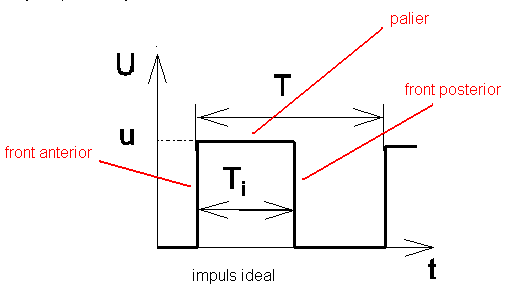 palier
U
T
front posterior
u
front anterior
Ti
t
impuls ideal